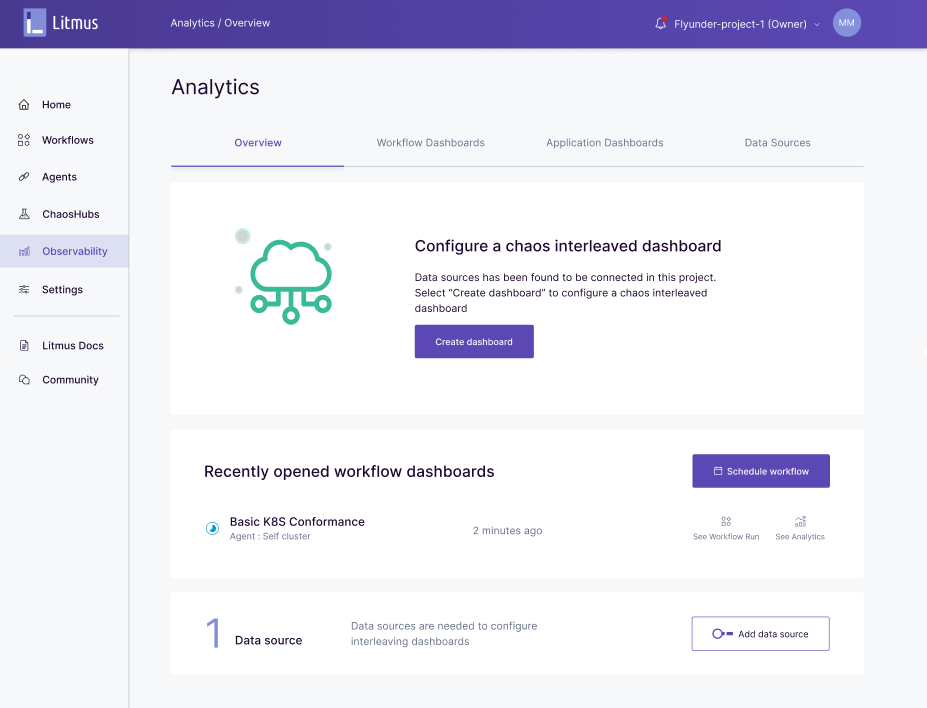 Litmus
Analytics / Overview
Flyunder-project-1 (Owner)
MM
Home
Workflows
Agents
ChaosHubs
Observability
Settings
Litmus Docs
Community
Analytics
Overview
Workflow Dashboards
Application Dashboards
Data Sources
Configure a chaos interleaved dashboard
Data sources has been found to be connected in this project.
Select “Create dashboard” to configure a chaos interleaved
dashboard
Create dashboard
Recently opened workflow dashboards
Schedule workflow
Basic K8S Conformance
Agent : Self cluster
2 minutes ago
See Workflow Run
See Analytics
1 Data source
Data sources are needed to configure
interleaving dashboards
Add data source